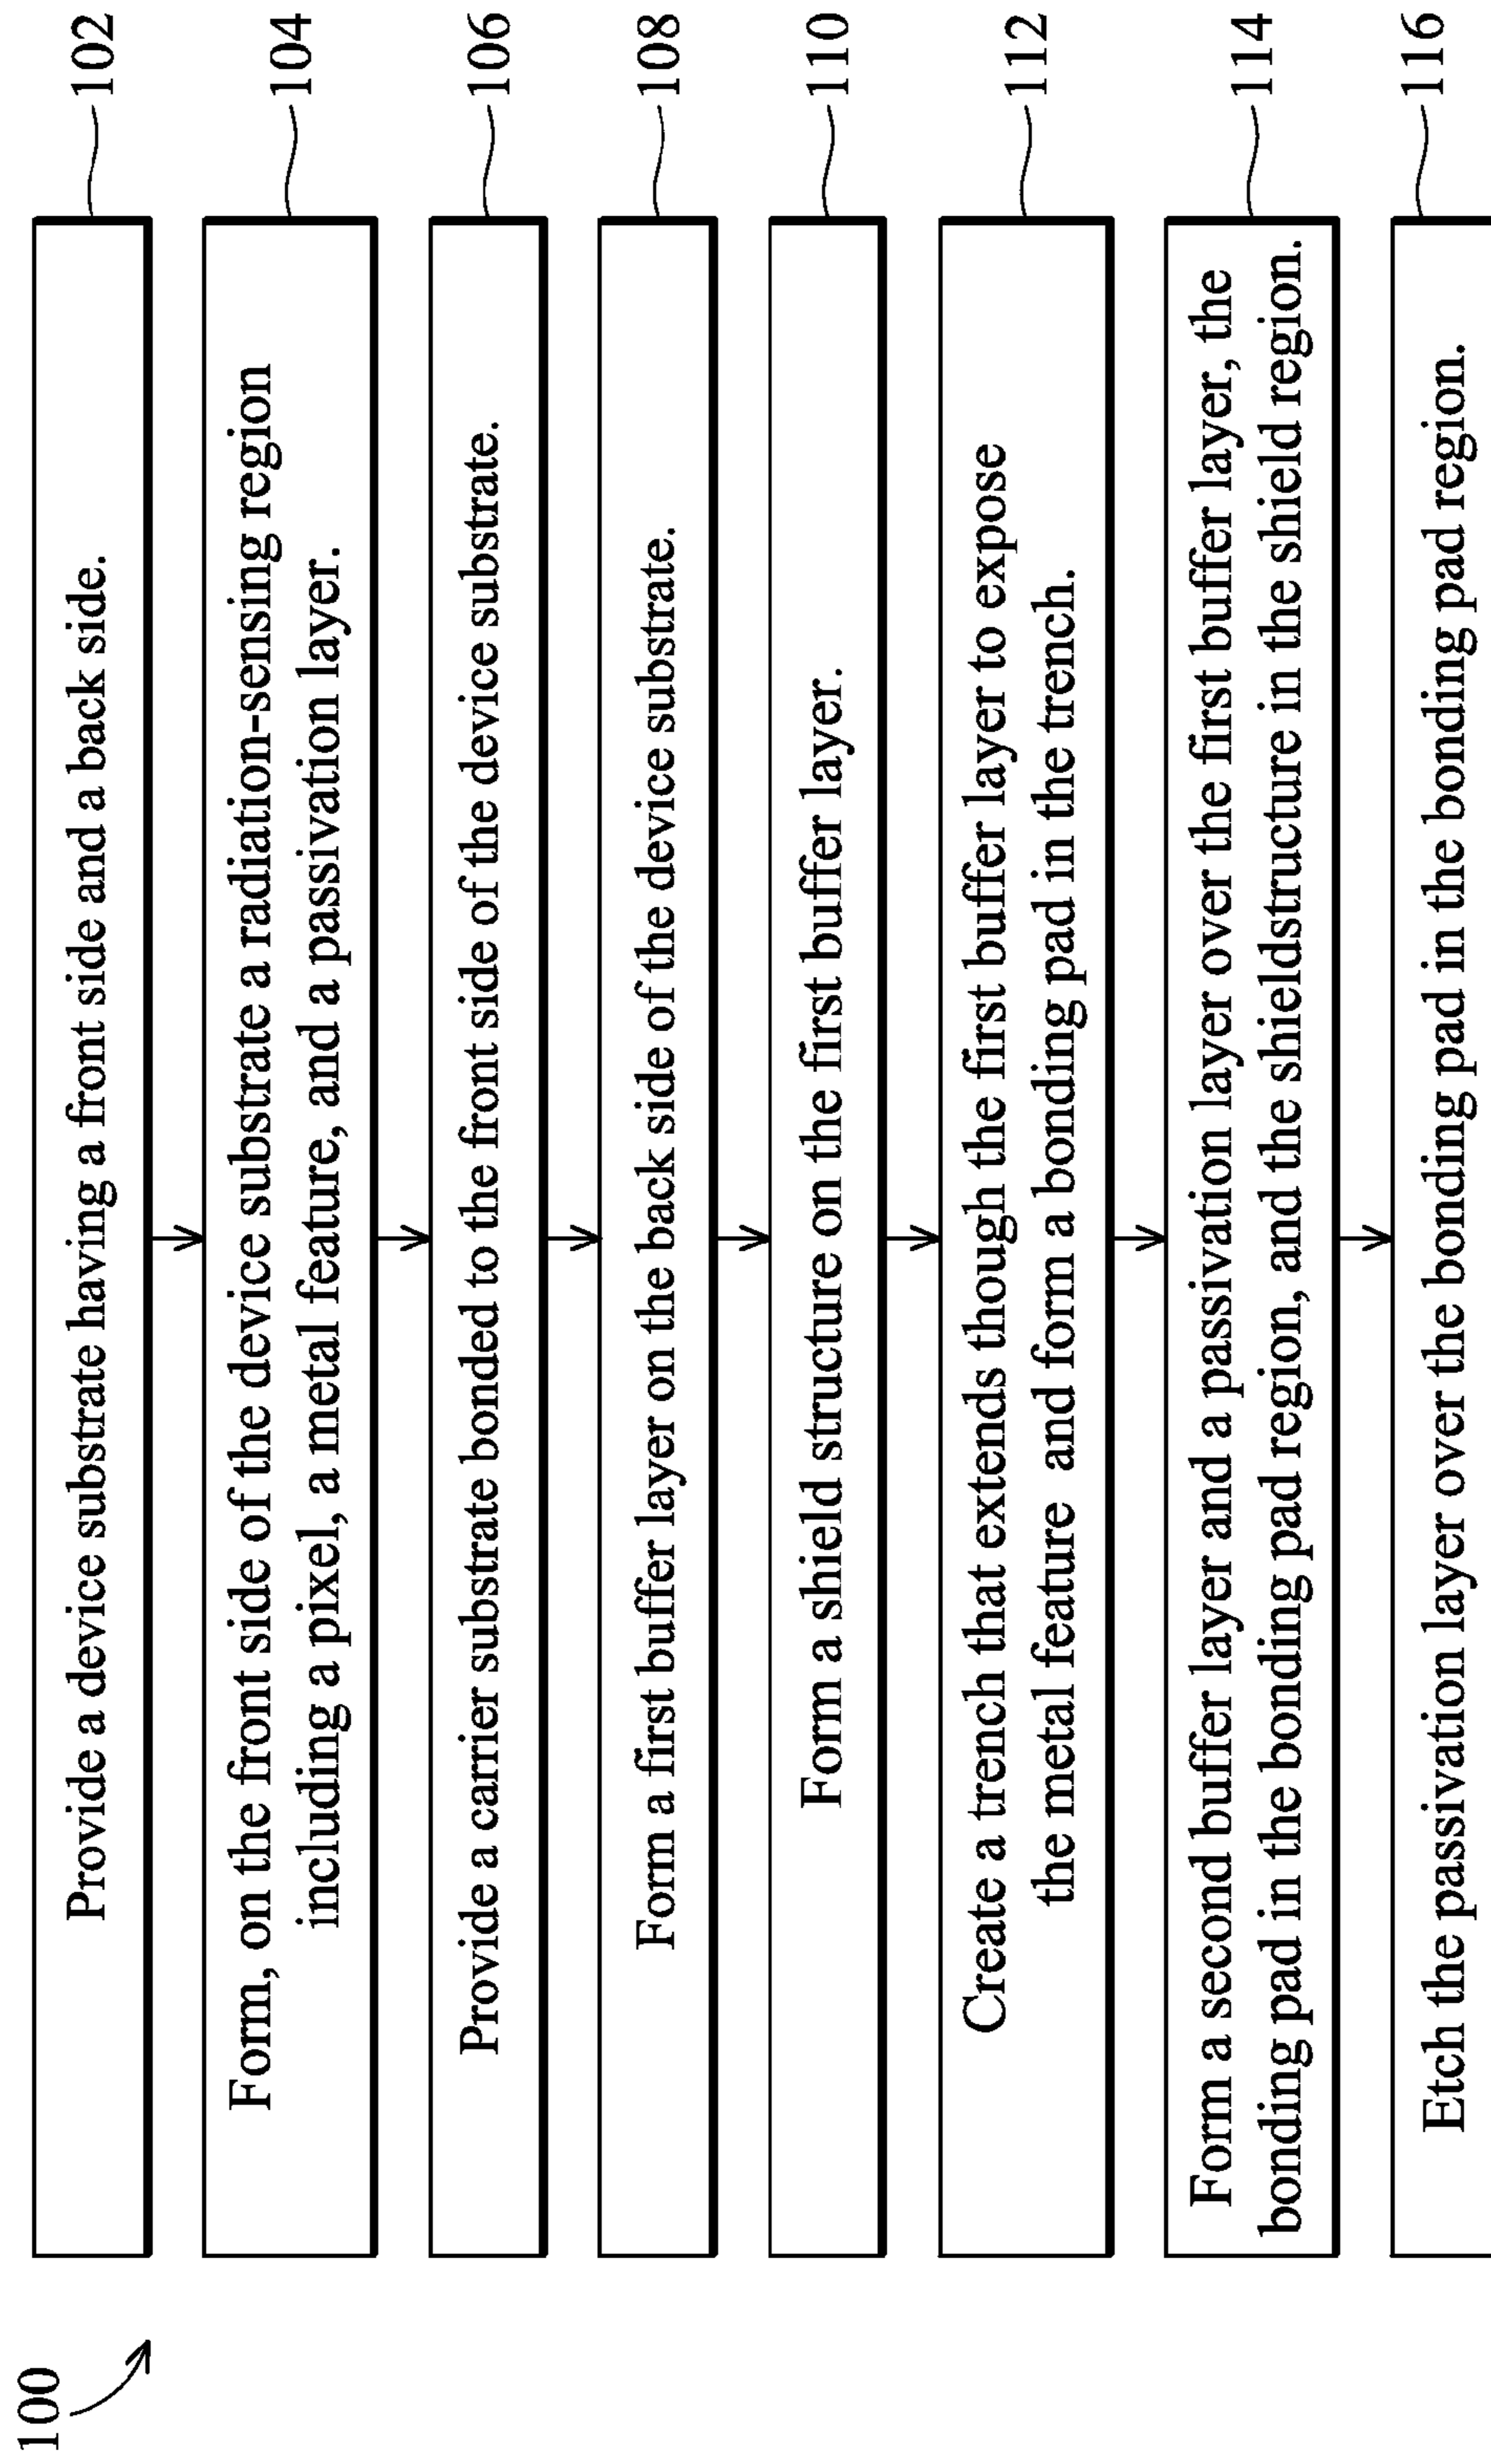 100
Provide a device substrate having a front side and a back side.
102
Form, on the front side of the device substrate a radiation-sensing region
including a pixel, a metal feature, and a passivation layer.
104
Provide a carrier substrate bonded to the front side of the device substrate.
106
Form a first buffer layer on the back side of the device substrate.
108
Form a shield structure on the first buffer layer.
110
Create a trench that extends though the first buffer layer to expose
the metal feature and form a bonding pad in the trench.
112
Form a second buffer layer and a passivation layer over the first buffer layer, the
bonding pad in the bonding pad region, and the shieldstructure in the shield region.
114
Etch the passivation layer over the bonding pad in the bonding pad region.
116